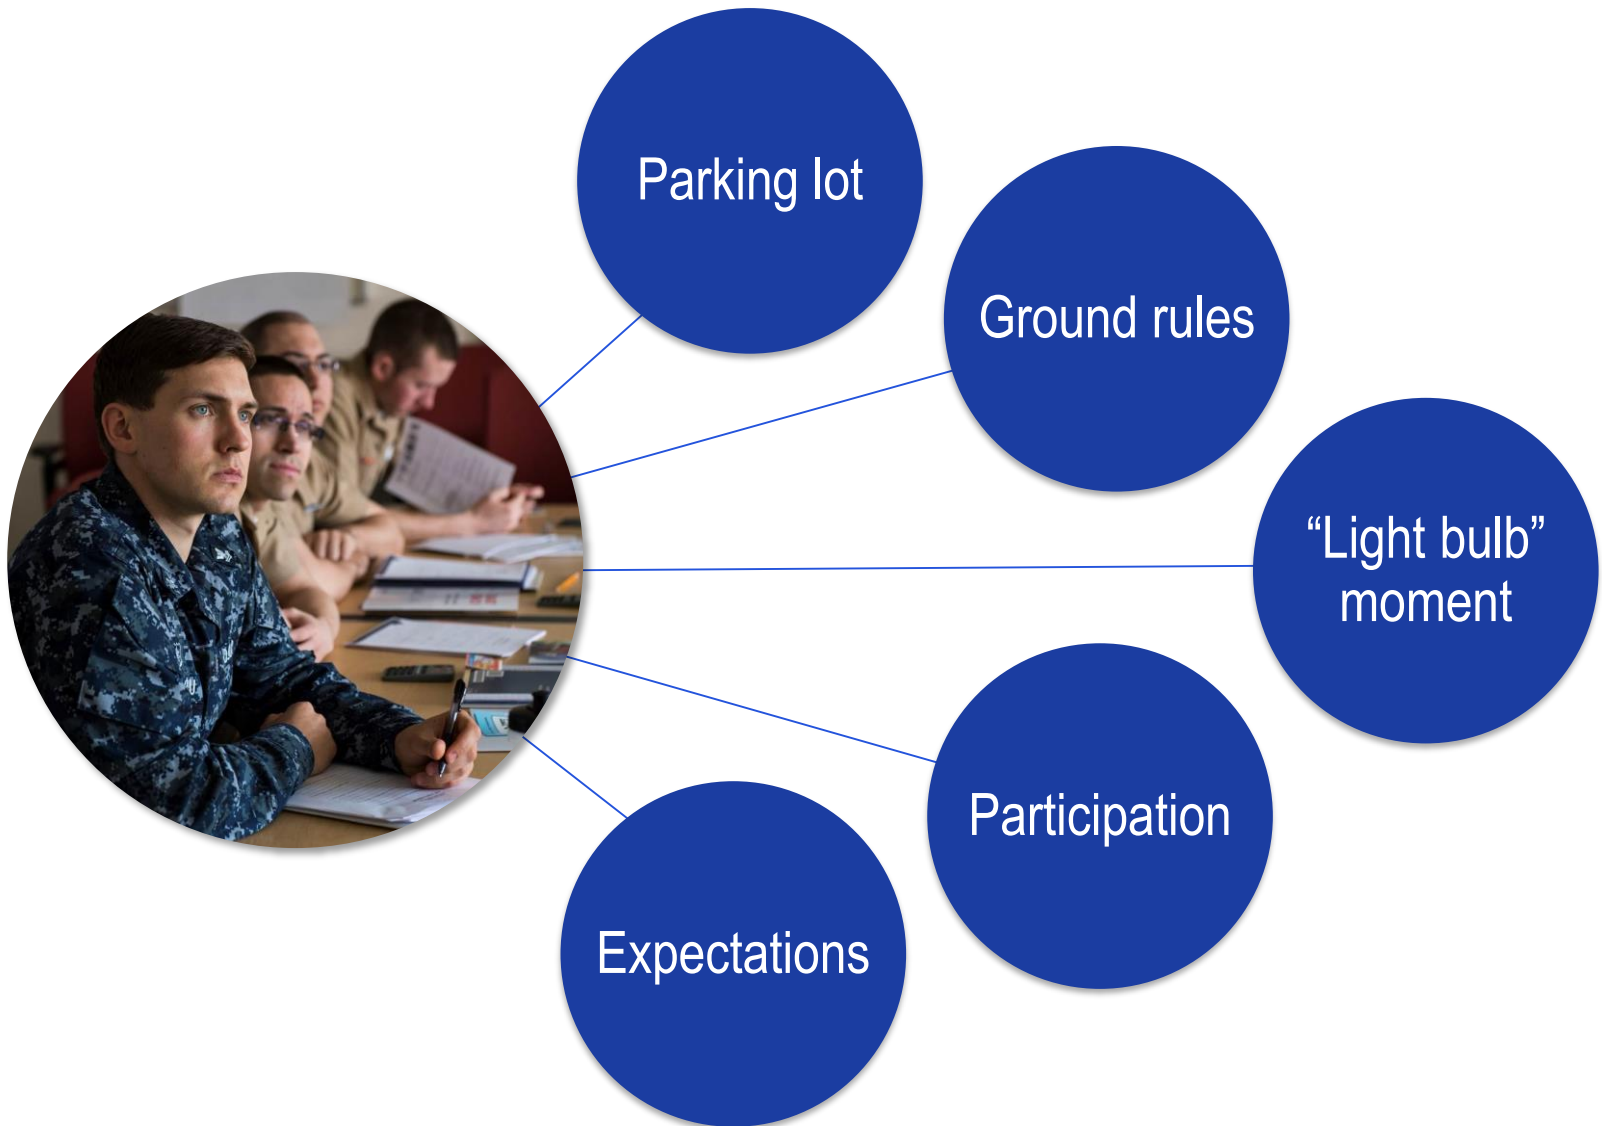 Parking lot
Ground rules
“Light bulb”
moment
Participation
Expectations